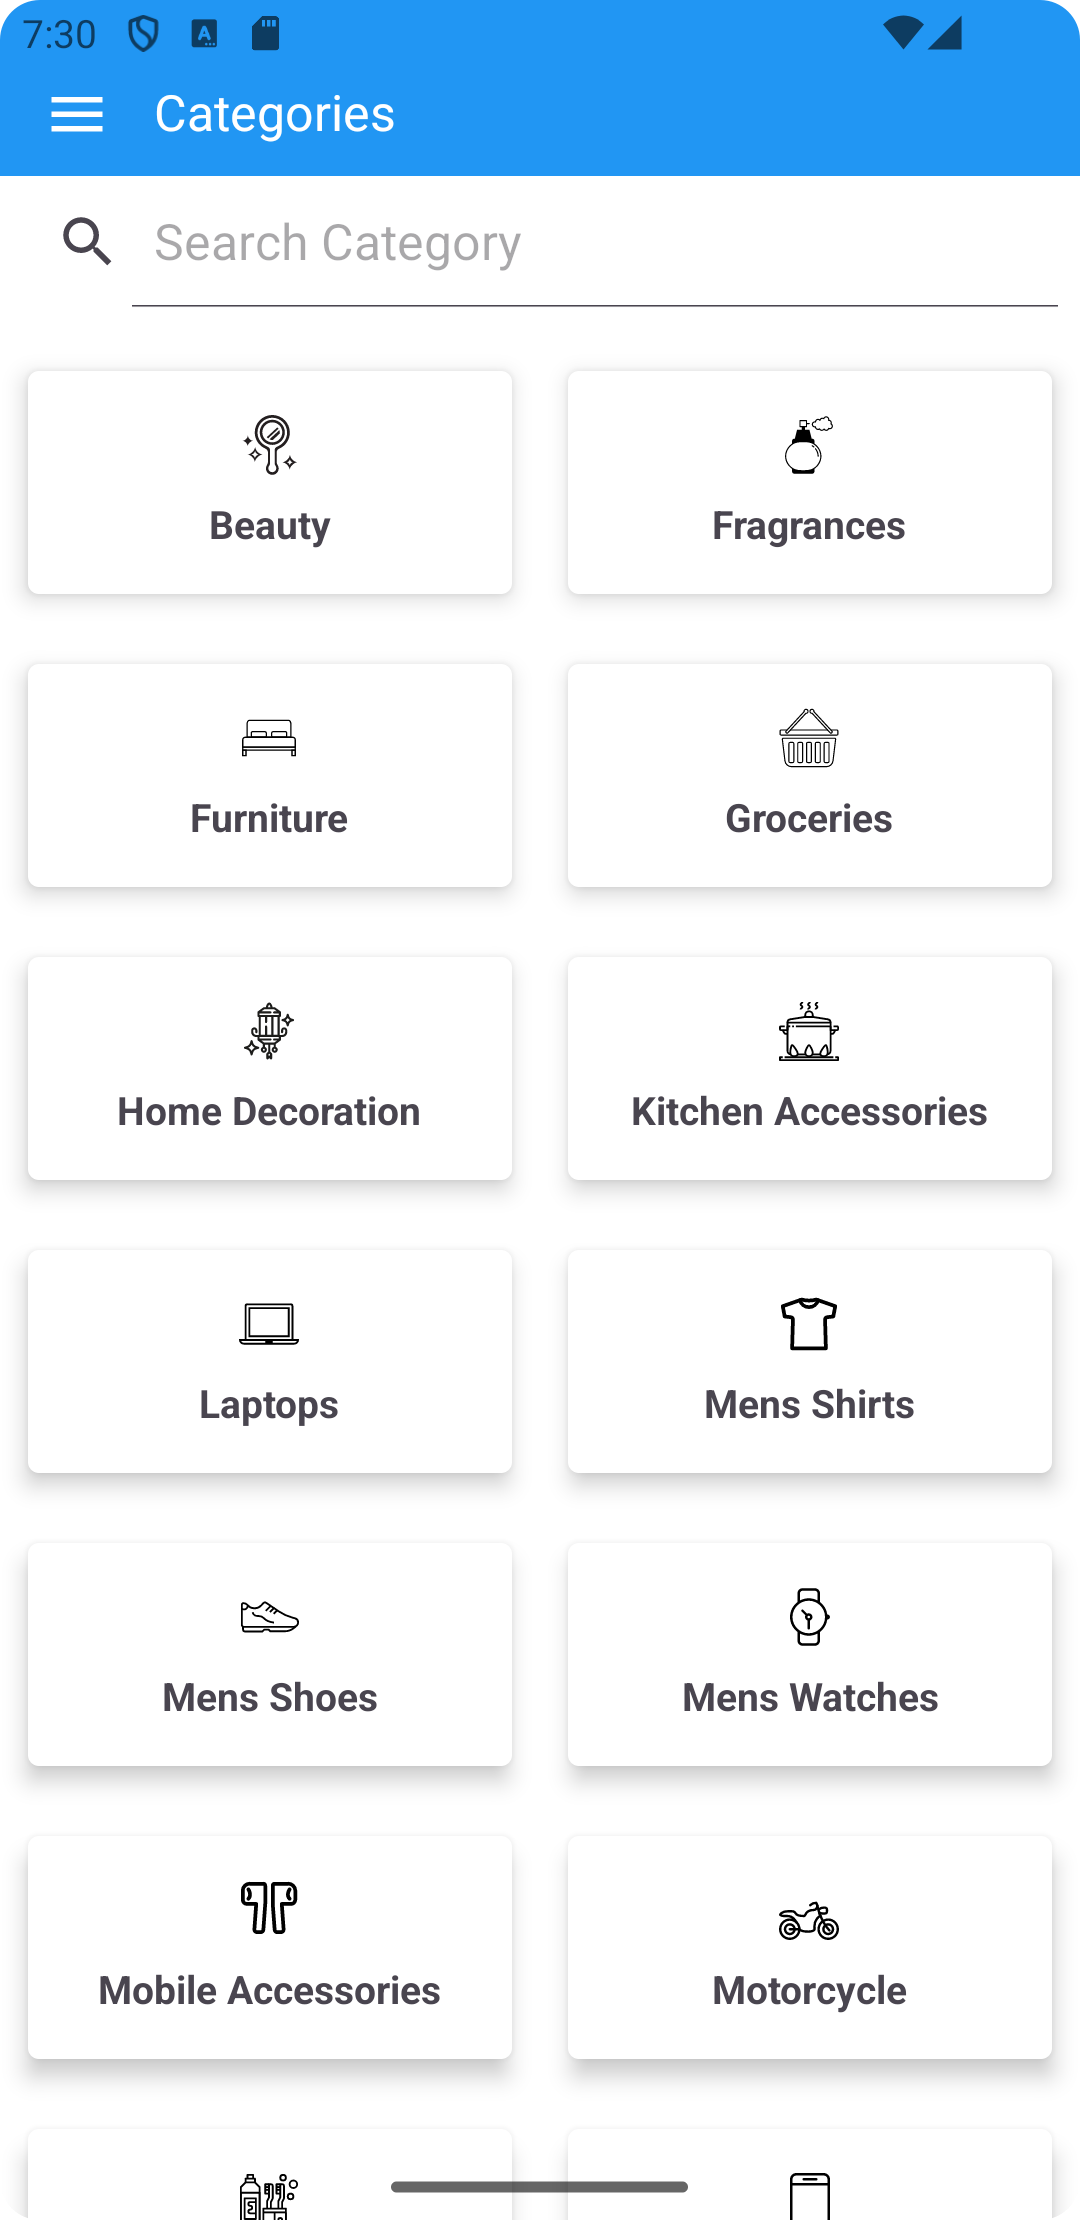 7:30
Categories
Search Category
Beauty
Fragrances
Furniture
Groceries
Home Decoration
Kitchen Accessories
Laptops
Mens Shirts
Mens Shoes
Mens Watches
Mobile Accessories
Motorcycle